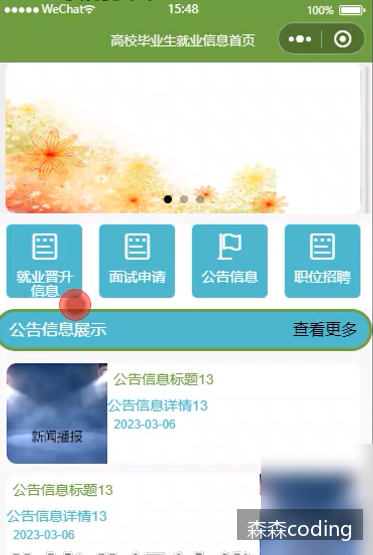 WeChat
15:48
100%
高校毕业生就业信息首页
就业晋升
信息
面试申请
公告信息
职位招聘
公告信息展示
查看更多
新闻播报
公告信息标题13
公告信息详情13
2023-03-06
公告信息标题13
公告信息详情13
2023-03-06
森森coding